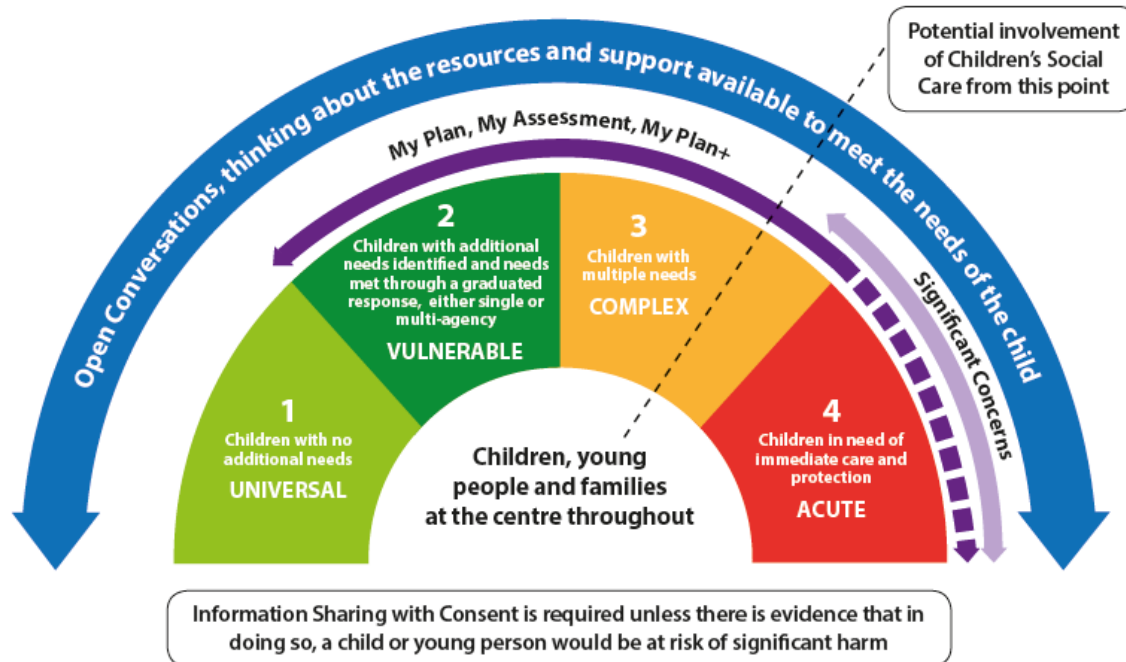 Potential involvement
of Children's Social
Care from this point
Open Conversations, thinking about the resources and support available to meet the needs of the child
My Plan, My Assessment, My Plan+
Significant Concerns
1
Children with no
additional needs
UNIVERSAL
2
Children with additional
needs identified and needs
met through a graduated
response, either single or
multi-agency
VULNERABLE
3
Children with
multiple needs
COMPLEX
4
Children in need of
immediate care and
protection
ACUTE
Children, young
people and families
at the centre throughout
Information Sharing with Consent is required unless there is evidence that in
doing so, a child or young person would be at risk of significant harm